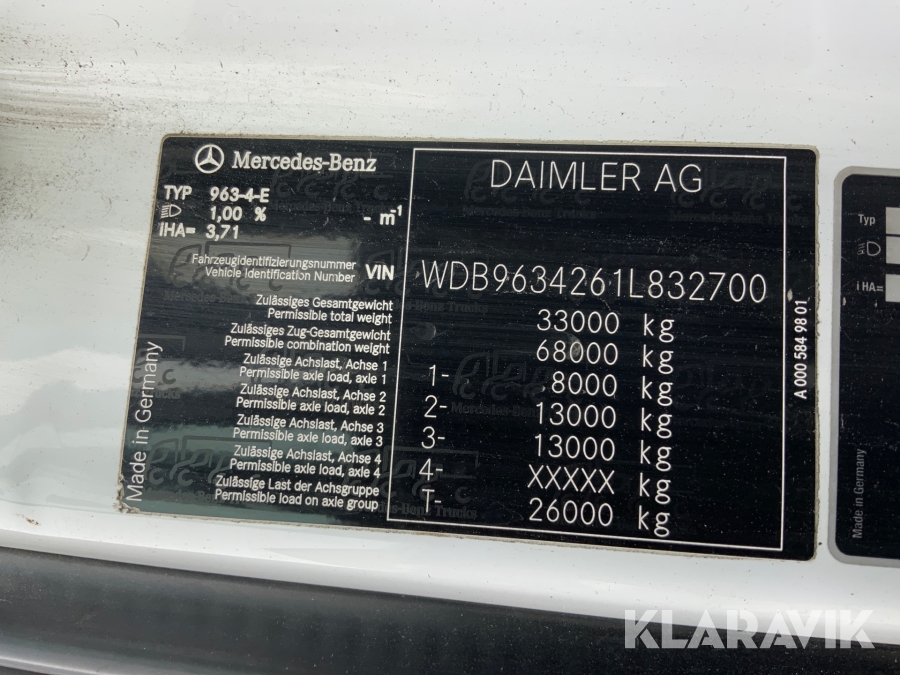 Mercedes-Benz
TYP 963-4-E
1,00 % - m⁻¹
IHA= 3,71
DAIMLER AG
Fahrzeugidentifizierungsnummer
Vehicle Identification Number VIN WDB9634261L832700
Zulässiges Gesamtgewicht
Permissible total weight 33000 kg
Zulässiges Zug-Gesamtgewicht
Permissible combination weight 68000 kg
Zulässige Achslast, Achse 1
Permissible axle load, axle 1 1- 8000 kg
Zulässige Achslast, Achse 2
Permissible axle load, axle 2 2- 13000 kg
Zulässige Achslast, Achse 3
Permissible axle load, axle 3 3- 13000 kg
Zulässige Achslast, Achse 4
Permissible axle load, axle 4 4- XXXXX kg
Zulässige Last der Achsgruppe
Permissible load on axle group T- 26000 kg
Made in Germany
A 000 584 98 01
Typ
iHA=
Made in Germany
KLARAVIK